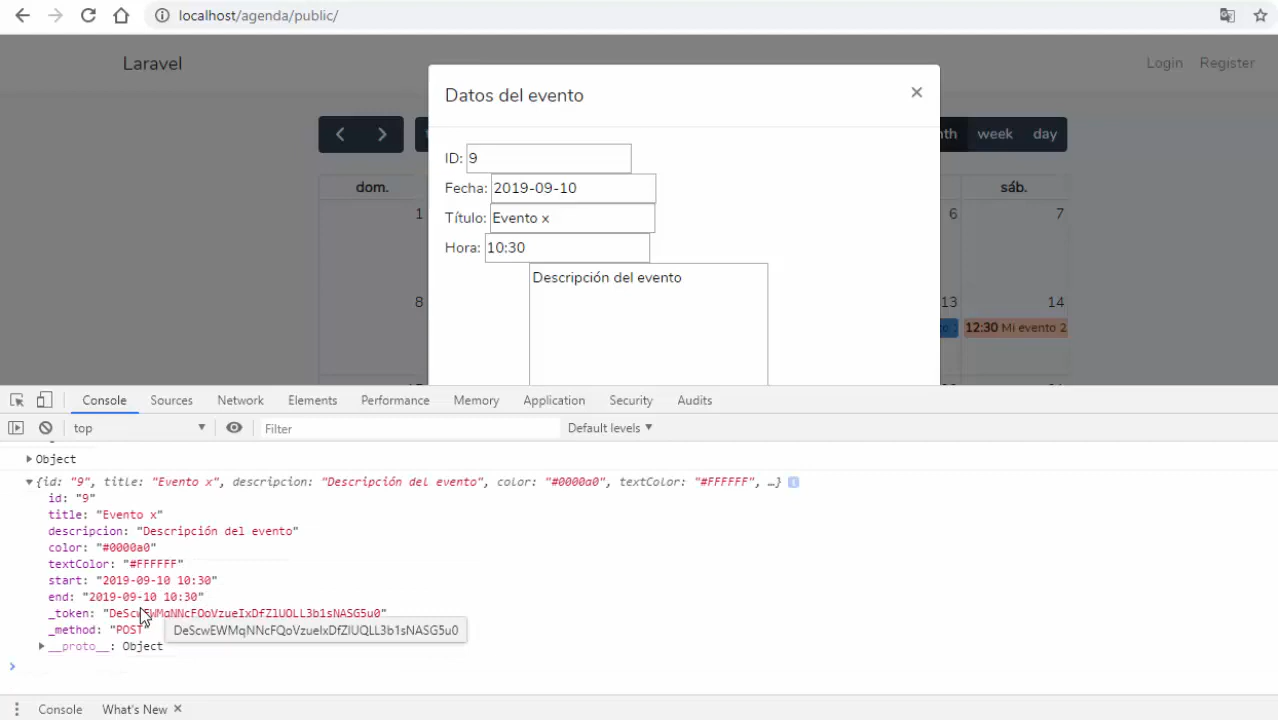 localhost/agenda/public/
Laravel
Login Register
Datos del evento ×
week day
ID: 9
Fecha: 2019-09-10
Título: Evento x
Hora: 10:30
Descripción del evento
dom. sáb.
1 6 7
8 13 14
12:30 Mi evento 2
Console Sources Network Elements Performance Memory Application Security Audits
top Filter Default levels
Object
{id: "9", title: "Evento x", descripcion: "Descripción del evento", color: "#0000a0", textColor: "#FFFFFF", …}
id: "9"
title: "Evento x"
descripcion: "Descripción del evento"
color: "#0000a0"
textColor: "#FFFFFF"
start: "2019-09-10 10:30"
end: "2019-09-10 10:30"
_token: "DeScwEWMqNNcFQoVzueIxDfZlUQLL3b1sNASG5u0"
_method: "POST"
DeScwEWMqNNcFQoVzueIxDfZlUQLL3b1sNASG5u0
__proto__: Object
Console What's New ×